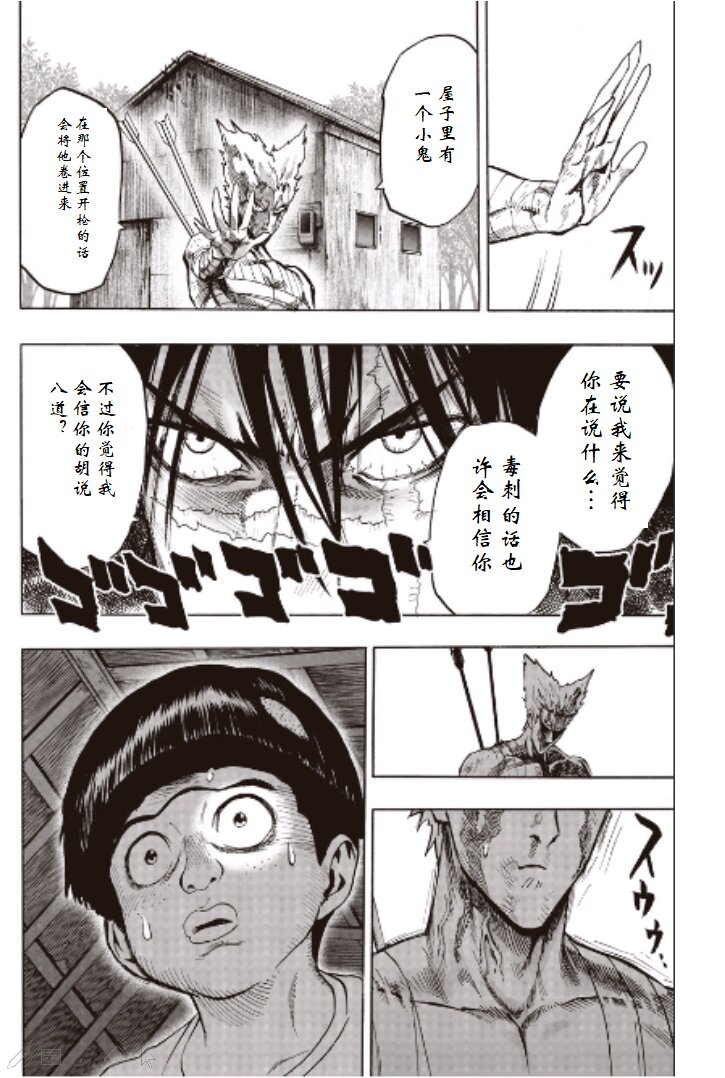 スッ
屋子里有
一个小鬼
在那个位置开枪的话
会将他卷进来
要说我来觉得
你在说什么…
毒刺的话也
许会相信你
不过你觉得我
会信你的胡说
八道？
ゴゴゴゴゴゴ
スゥゥ…